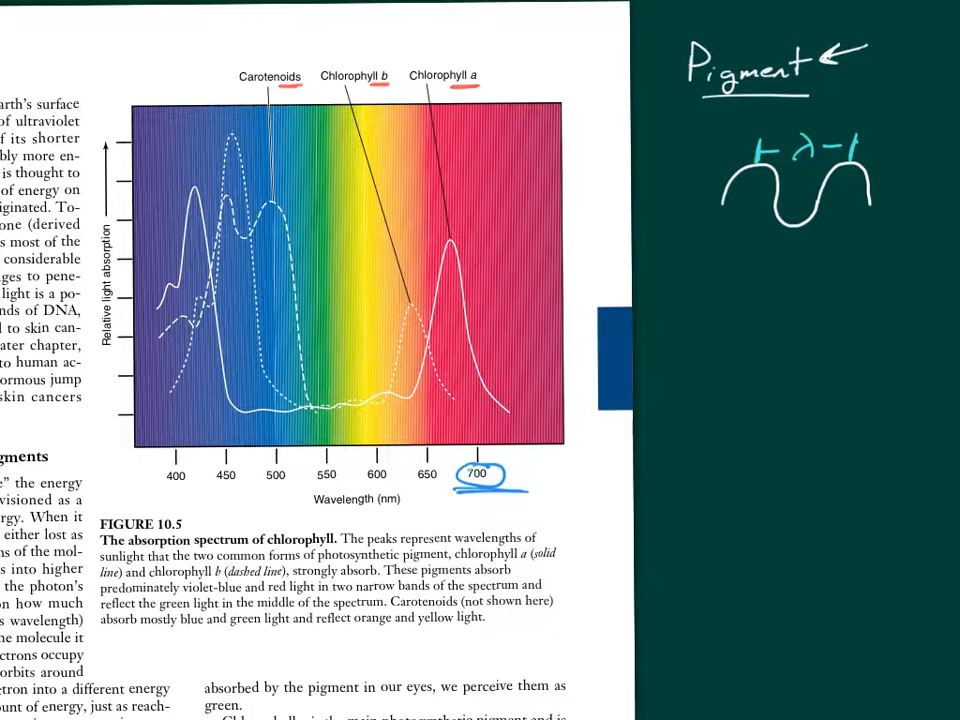 Pigment
λ
Carotenoids Chlorophyll b Chlorophyll a
Relative light absorption
400 450 500 550 600 650 700
Wavelength (nm)
arth's surface
of ultraviolet
f its shorter
bly more en-
is thought to
of energy on
iginated. To-
one (derived
s most of the
considerable
ges to pene-
light is a po-
nds of DNA,
l to skin can-
ater chapter,
to human ac-
ormous jump
skin cancers
gments
e” the energy
visioned as a
rgy. When it
either lost as
ns of the mol-
s into higher
the photon's
on how much
s wavelength)
he molecule it
ectrons occupy
orbits around
ctron into a different energy
ount of energy, just as reach-
FIGURE 10.5
The absorption spectrum of chlorophyll. The peaks represent wavelengths of
sunlight that the two common forms of photosynthetic pigment, chlorophyll a (solid
line) and chlorophyll b (dashed line), strongly absorb. These pigments absorb
predominately violet-blue and red light in two narrow bands of the spectrum and
reflect the green light in the middle of the spectrum. Carotenoids (not shown here)
absorb mostly blue and green light and reflect orange and yellow light.
absorbed by the pigment in our eyes, we perceive them as
green.